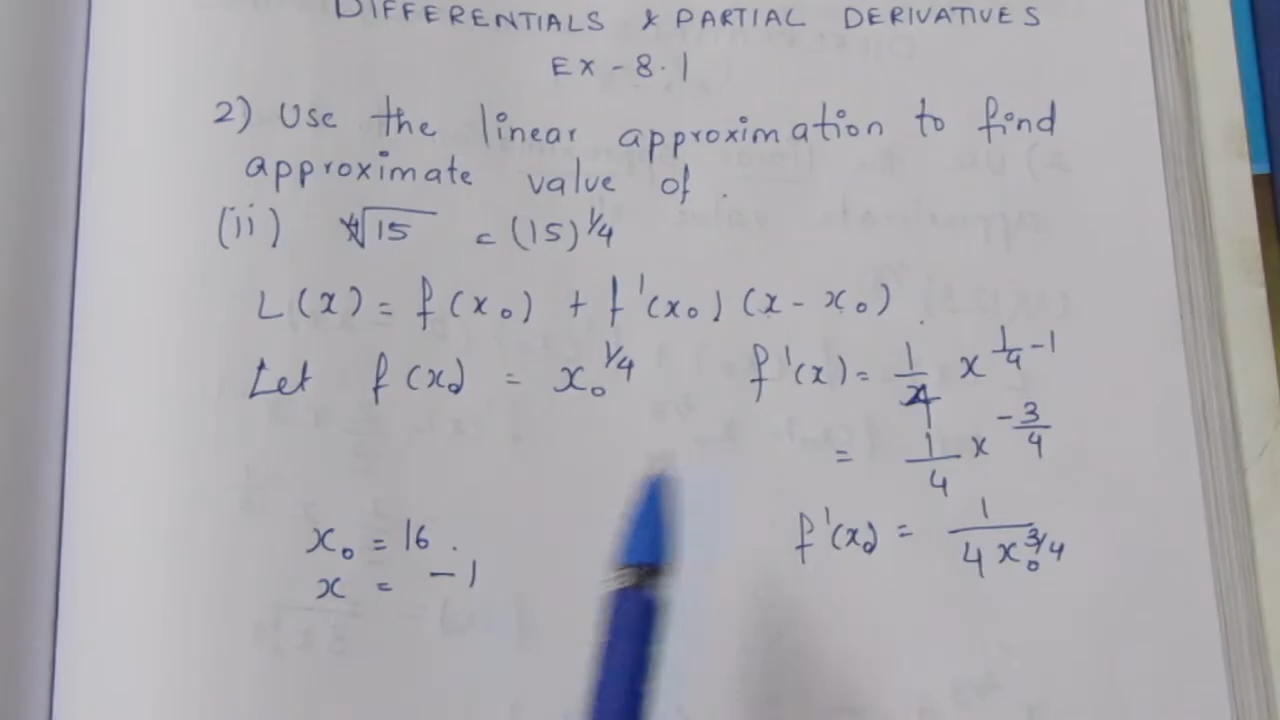 DIFFERENTIALS & PARTIAL DERIVATIVES
EX - 8.1
2) Use the linear approximation to find
approximate value of .
(ii) ∜15 = (15)^1/4
L(x) = f(x₀) + f'(x₀) (x - x₀)
Let f(x₀) = x₀^1/4 f'(x) = 1/4 x^(1/4 - 1)
= 1/4 x^(-3/4)
x₀ = 16 . f'(x₀) = 1/(4 x₀^3/4)
x = -1